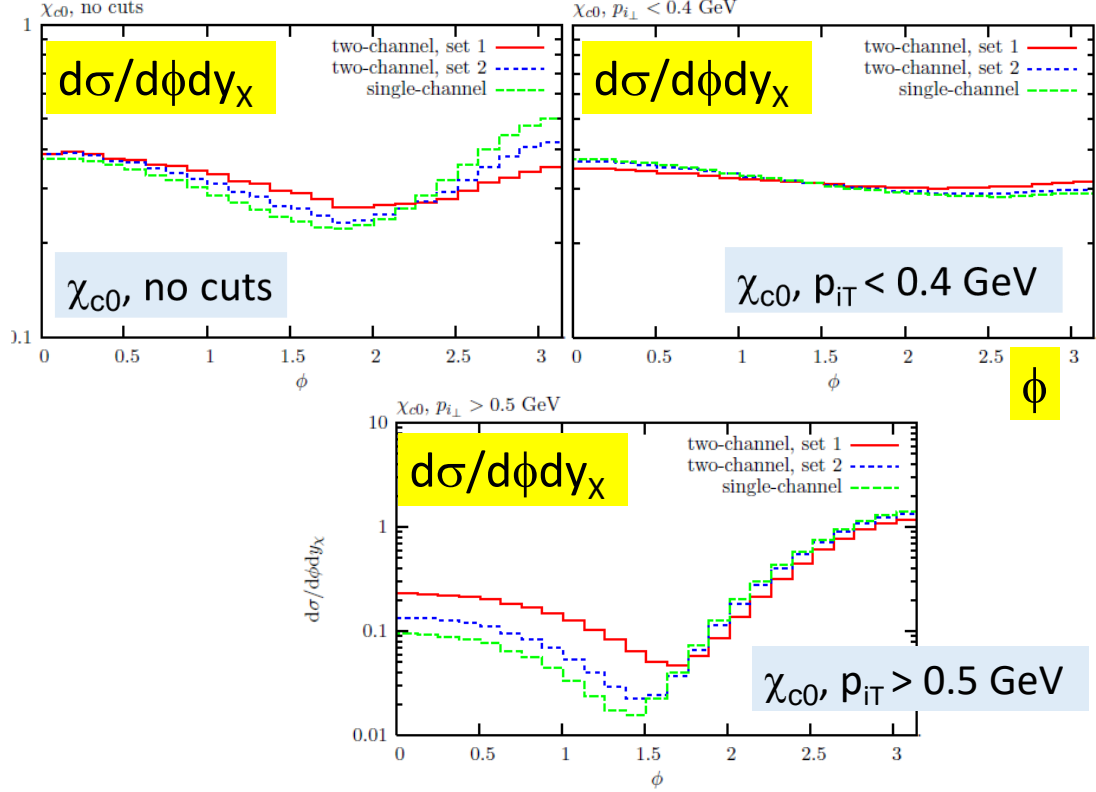 χc0, no cuts
1
two-channel, set 1
two-channel, set 2
single-channel
dσ/dϕdyX
χc0, no cuts
0.1
0 0.5 1 1.5 2 2.5 3
ϕ
χc0, pi⊥ < 0.4 GeV
two-channel, set 1
two-channel, set 2
single-channel
dσ/dϕdyX
χc0, piT < 0.4 GeV
0 0.5 1 1.5 2 2.5 3
ϕ
ϕ
χc0, pi⊥ > 0.5 GeV
10
two-channel, set 1
two-channel, set 2
single-channel
dσ/dϕdyX
1
dσ/dϕdyχ
0.1
χc0, piT > 0.5 GeV
0.01
0 0.5 1 1.5 2 2.5 3
ϕ